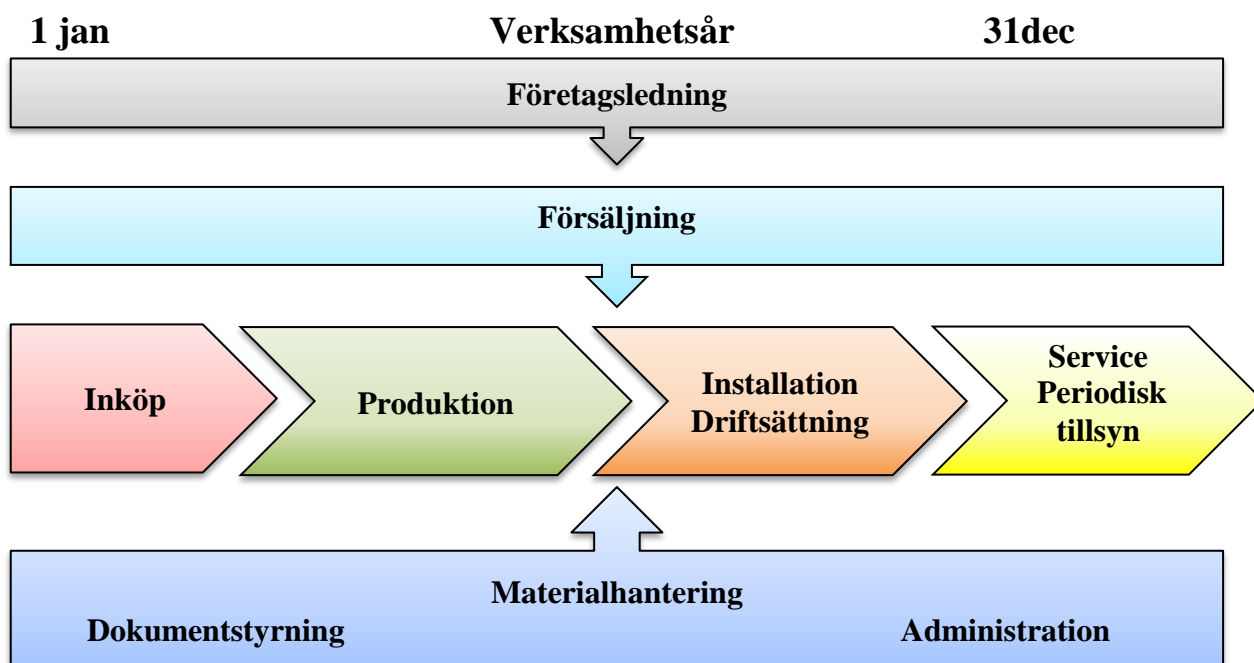 1 jan Verksamhetsår 31dec
Företagsledning
Försäljning
Inköp
Produktion
Installation
Driftsättning
Service
Periodisk
tillsyn
Materialhantering
Dokumentstyrning Administration